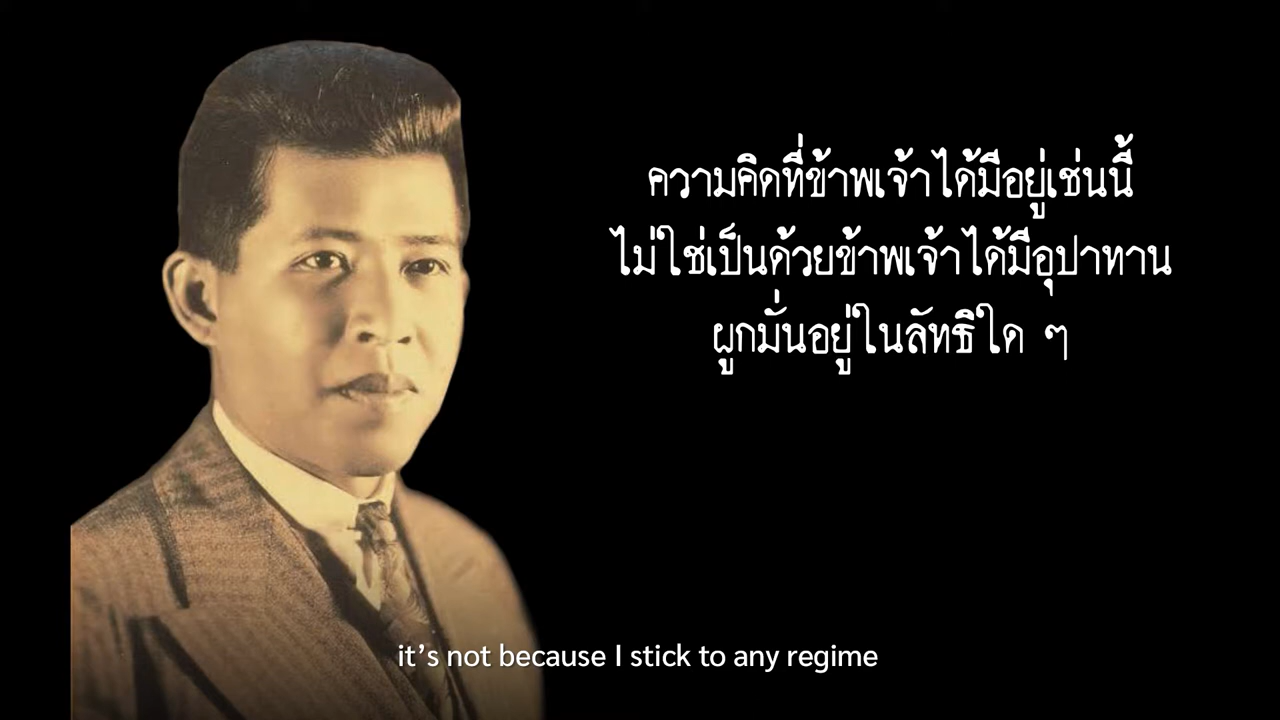 ความคิดที่ข้าพเจ้าได้มีอยู่เช่นนี้
ไม่ใช่เป็นด้วยข้าพเจ้าได้มีอุปาทาน
ผูกมั่นอยู่ในลัทธิใด ๆ
it’s not because I stick to any regime